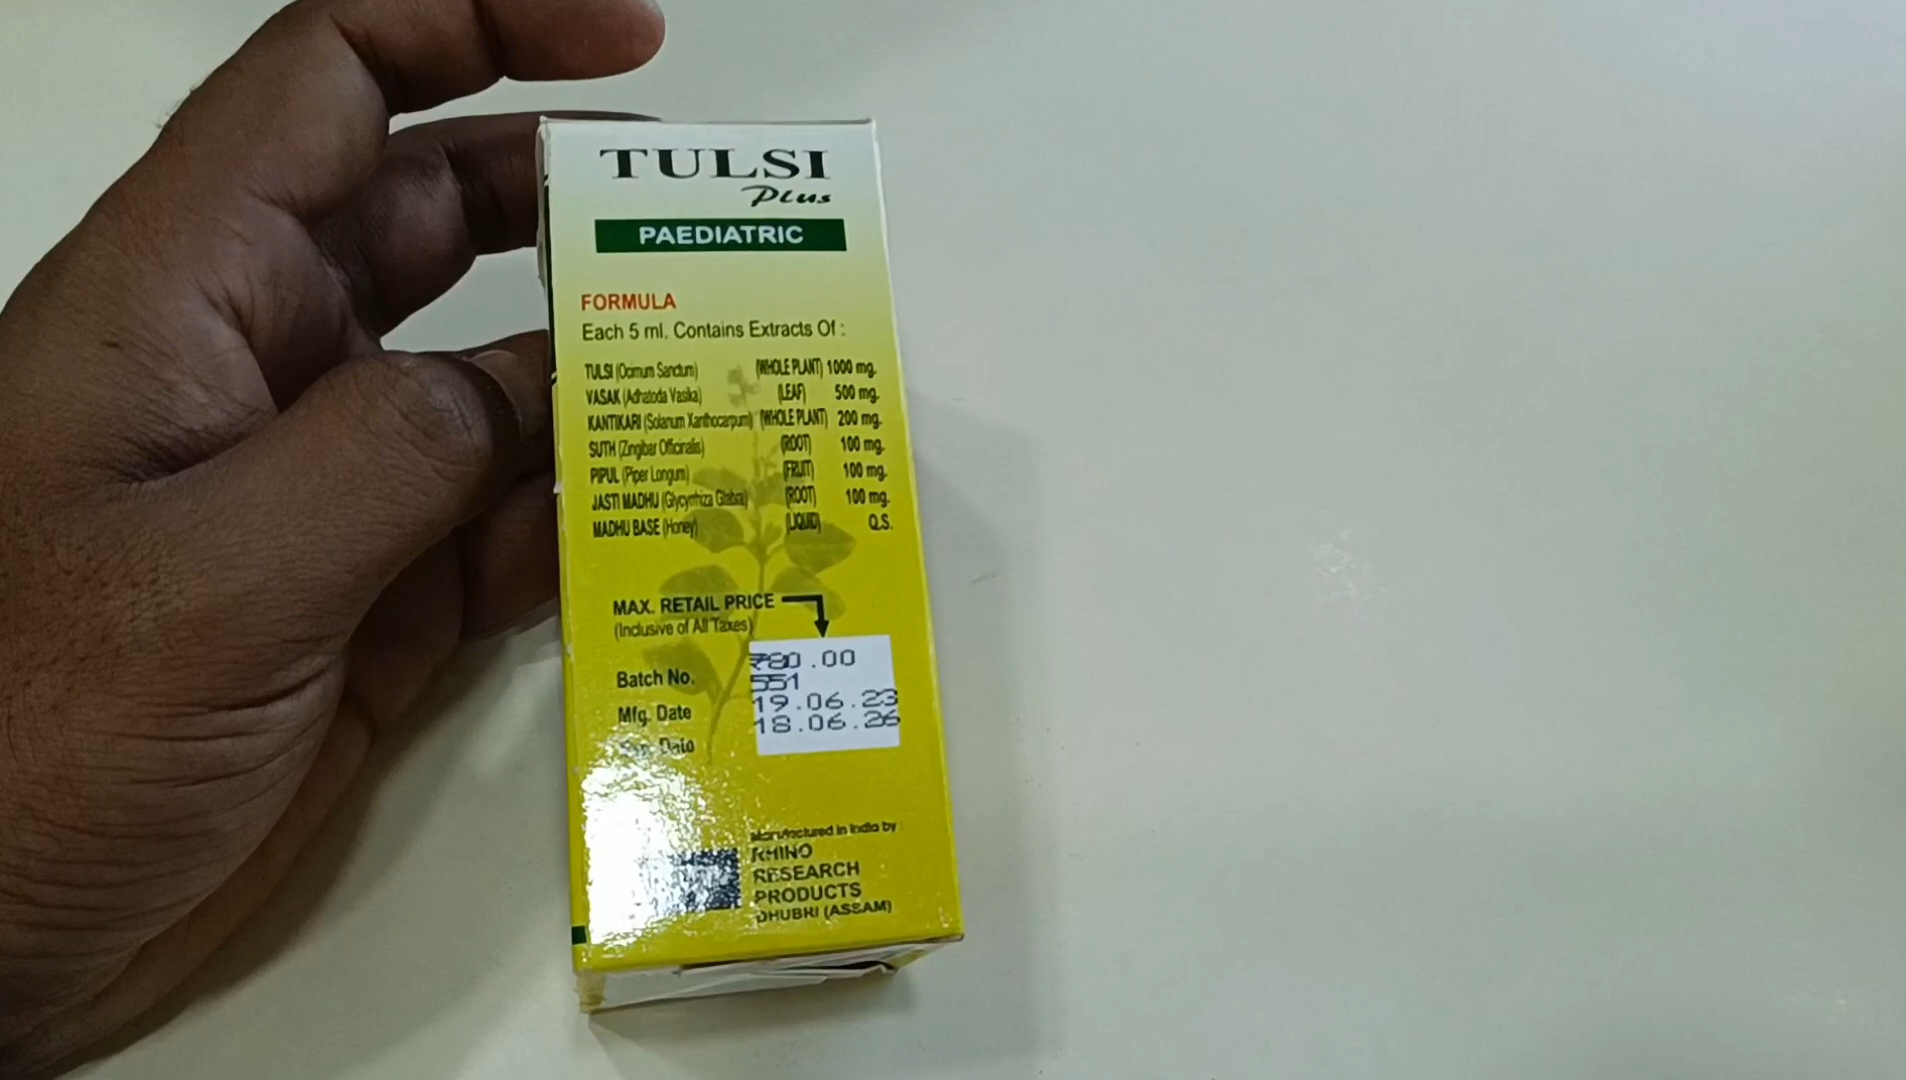 TULSI
Plus
PAEDIATRIC
FORMULA
Each 5 ml. Contains Extracts Of :
TULSI (Ocimum Sanctum) (WHOLE PLANT) 1000 mg.
VASAK (Adhatoda Vasika) (LEAF) 500 mg.
KANTIKARI (Solanum Xanthocarpum) (WHOLE PLANT) 200 mg.
SUTH (Zingiber Officinalis) (ROOT) 100 mg.
PIPUL (Piper Longum) (FRUIT) 100 mg.
JASTI MADHU (Glycyrrhiza Glabra) (ROOT) 100 mg.
MADHU BASE (Honey) (LIQUID) Q.S.
MAX. RETAIL PRICE
(Inclusive of All Taxes)
₹80.00
Batch No. 551
Mfg. Date 19.06.23
Exp. Date 18.06.26
Manufactured in India by
RHINO
RESEARCH
PRODUCTS
DHUBRI (ASSAM)